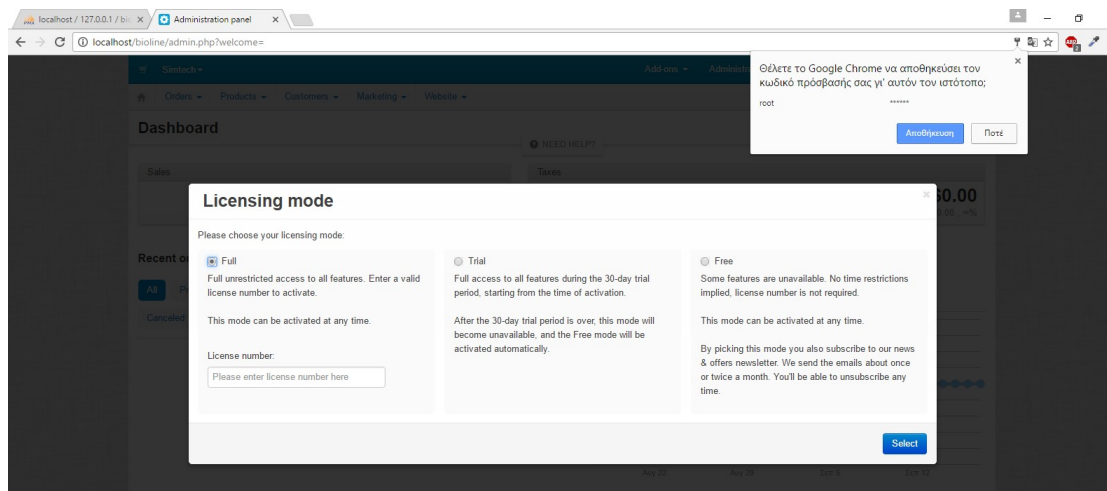 localhost / 127.0.0.1 / bio
Administration panel
localhost/bioline/admin.php?welcome=
Θέλετε το Google Chrome να αποθηκεύσει τον
κωδικό πρόσβασής σας γι' αυτόν τον ιστότοπο;
root ******
Αποθήκευση Ποτέ
Simtech
Add-ons
Orders Products Customers Marketing Website
Dashboard
NEED HELP?
Sales Taxes
Licensing mode
Please choose your licensing mode:
Full
Full unrestricted access to all features. Enter a valid
license number to activate.
This mode can be activated at any time.
License number:
Please enter license number here
Trial
Full access to all features during the 30-day trial
period, starting from the time of activation.
After the 30-day trial period is over, this mode will
become unavailable, and the Free mode will be
activated automatically.
Free
Some features are unavailable. No time restrictions
implied, license number is not required.
This mode can be activated at any time.
By picking this mode you also subscribe to our news
& offers newsletter. We send the emails about once
or twice a month. You'll be able to unsubscribe any
time.
Select
Recent
All
Canceled